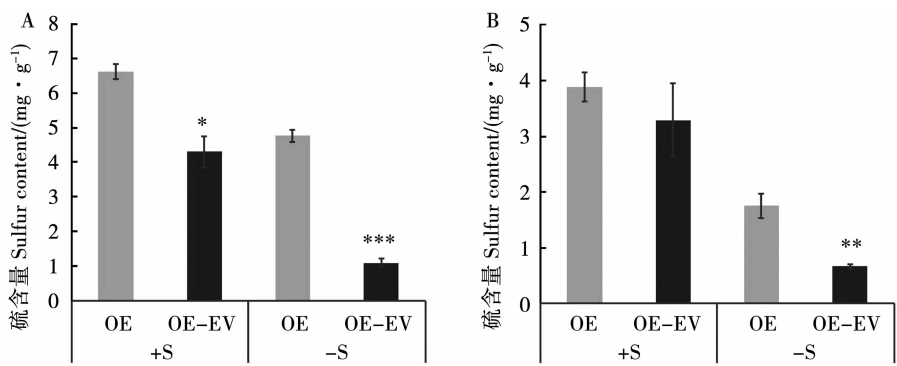 A
硫含量 Sulfur content/(mg·g⁻¹)
8
7
6
5
4
3
2
1
0
*
***
OE OE-EV OE OE-EV
+S -S
B
硫含量 Sulfur content/(mg·g⁻¹)
5
4
3
2
1
0
**
OE OE-EV OE OE-EV
+S -S